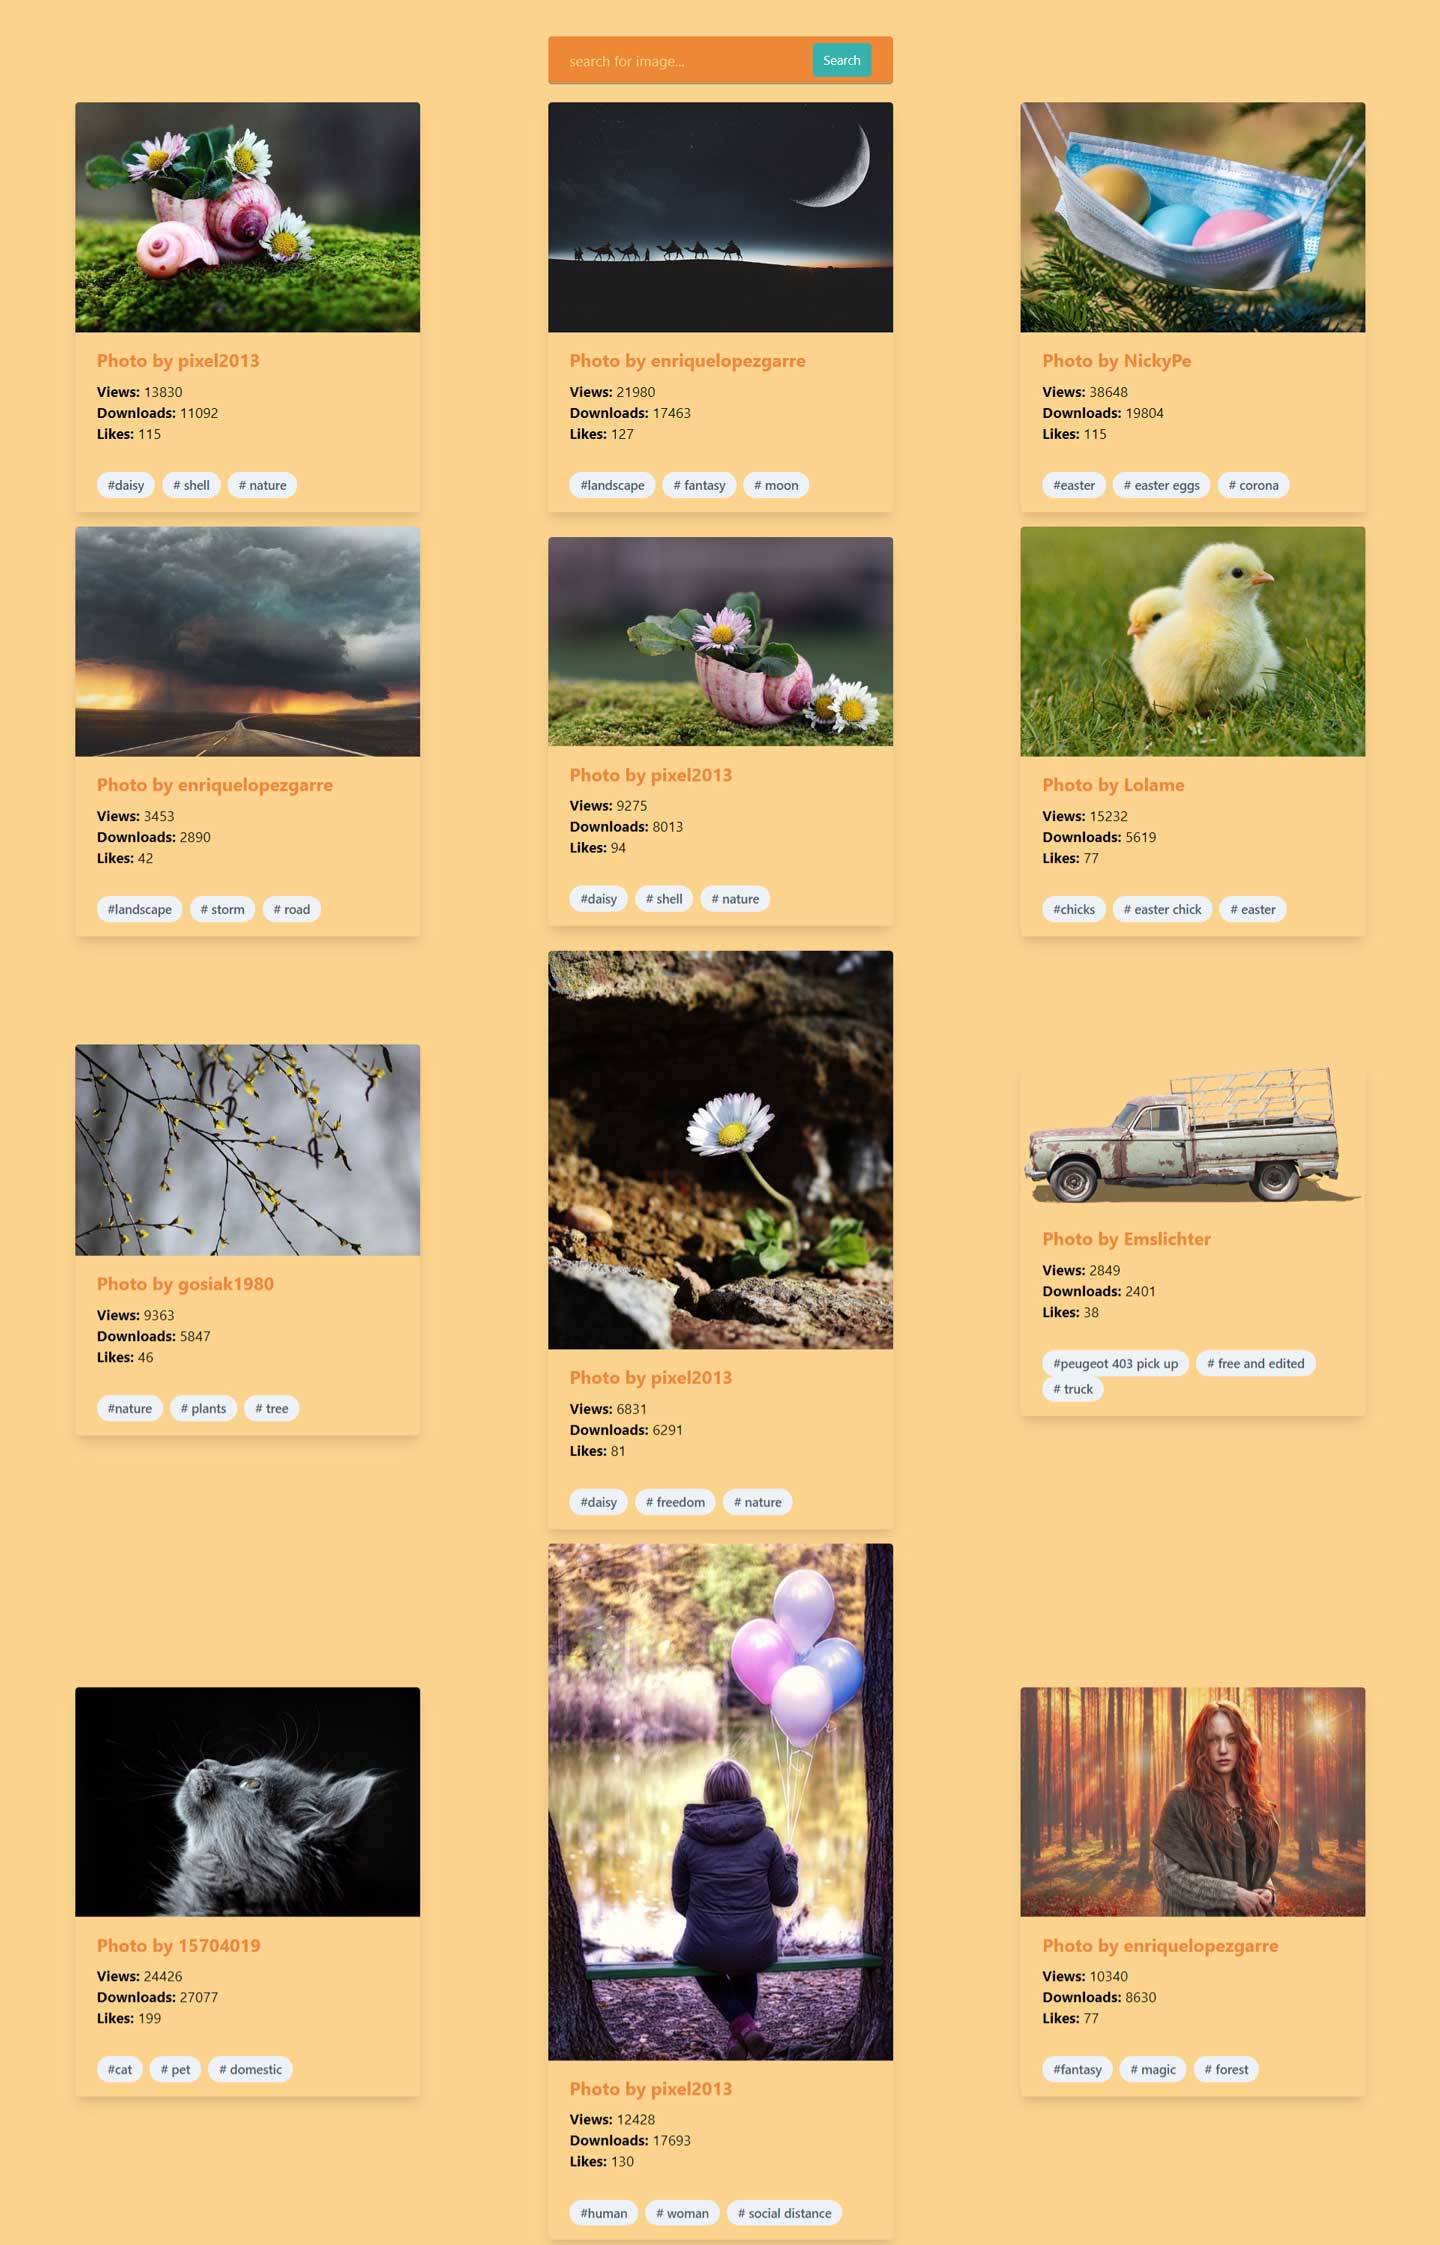 search for image...
Search
Photo by pixel2013
Views: 13830
Downloads: 11092
Likes: 115
#daisy # shell # nature
Photo by enriquelopezgarre
Views: 21980
Downloads: 17463
Likes: 127
#landscape # fantasy # moon
Photo by NickyPe
Views: 38648
Downloads: 19804
Likes: 115
#easter # easter eggs # corona
Photo by enriquelopezgarre
Views: 3453
Downloads: 2890
Likes: 42
#landscape # storm # road
Photo by pixel2013
Views: 9275
Downloads: 8013
Likes: 94
#daisy # shell # nature
Photo by Lolame
Views: 15232
Downloads: 5619
Likes: 77
#chicks # easter chick # easter
Photo by gosiak1980
Views: 9363
Downloads: 5847
Likes: 46
#nature # plants # tree
Photo by pixel2013
Views: 6831
Downloads: 6291
Likes: 81
#daisy # freedom # nature
Photo by Emslichter
Views: 2849
Downloads: 2401
Likes: 38
#peugeot 403 pick up # free and edited
# truck
Photo by 15704019
Views: 24426
Downloads: 27077
Likes: 199
#cat # pet # domestic
Photo by pixel2013
Views: 12428
Downloads: 17693
Likes: 130
#human # woman # social distance
Photo by enriquelopezgarre
Views: 10340
Downloads: 8630
Likes: 77
#fantasy # magic # forest